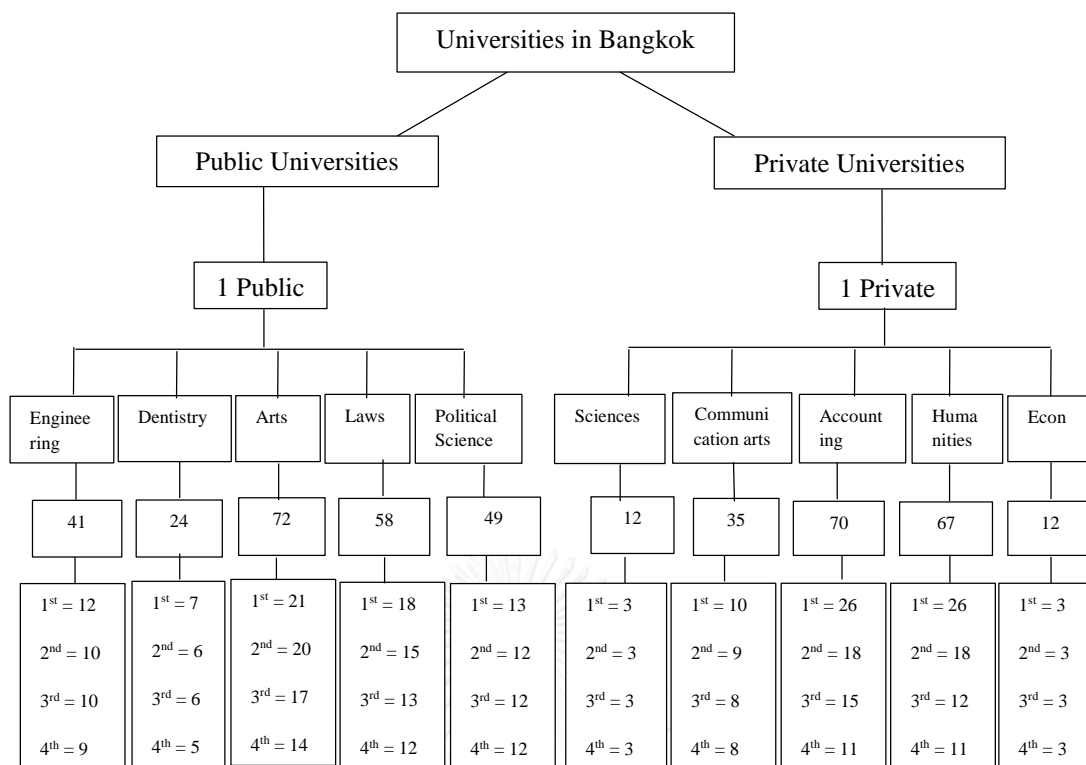 Universities in Bangkok
Public Universities
Private Universities
1 Public
1 Private
Enginee
ring
Dentistry
Arts
Laws
Political
Science
Sciences
Communi
cation arts
Account
ing
Huma
nities
Econ
41
24
72
58
49
12
35
70
67
12
1st = 12
2nd = 10
3rd = 10
4th = 9
1st = 7
2nd = 6
3rd = 6
4th = 5
1st = 21
2nd = 20
3rd = 17
4th = 14
1st = 18
2nd = 15
3rd = 13
4th = 12
1st = 13
2nd = 12
3rd = 12
4th = 12
1st = 3
2nd = 3
3rd = 3
4th = 3
1st = 10
2nd = 9
3rd = 8
4th = 8
1st = 26
2nd = 18
3rd = 15
4th = 11
1st = 26
2nd = 18
3rd = 12
4th = 11
1st = 3
2nd = 3
3rd = 3
4th = 3